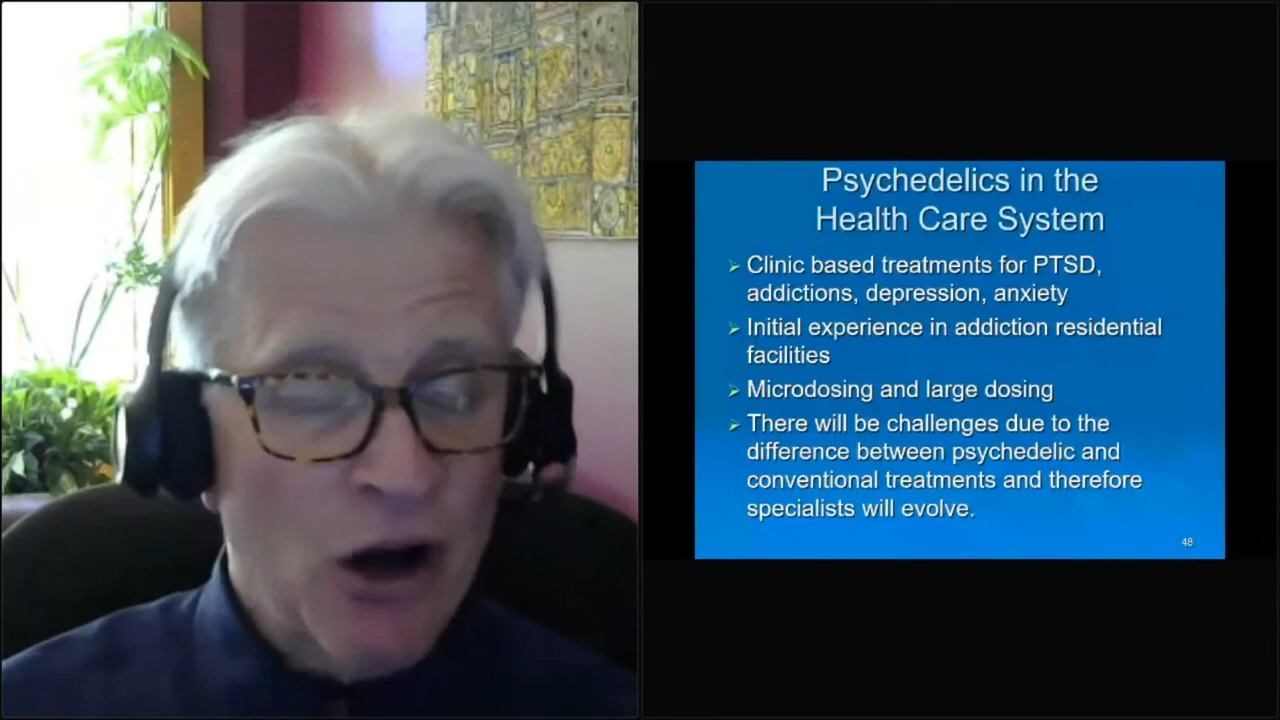 Psychedelics in the
Health Care System
Clinic based treatments for PTSD,
addictions, depression, anxiety
Initial experience in addiction residential
facilities
Microdosing and large dosing
There will be challenges due to the
difference between psychedelic and
conventional treatments and therefore
specialists will evolve.
48